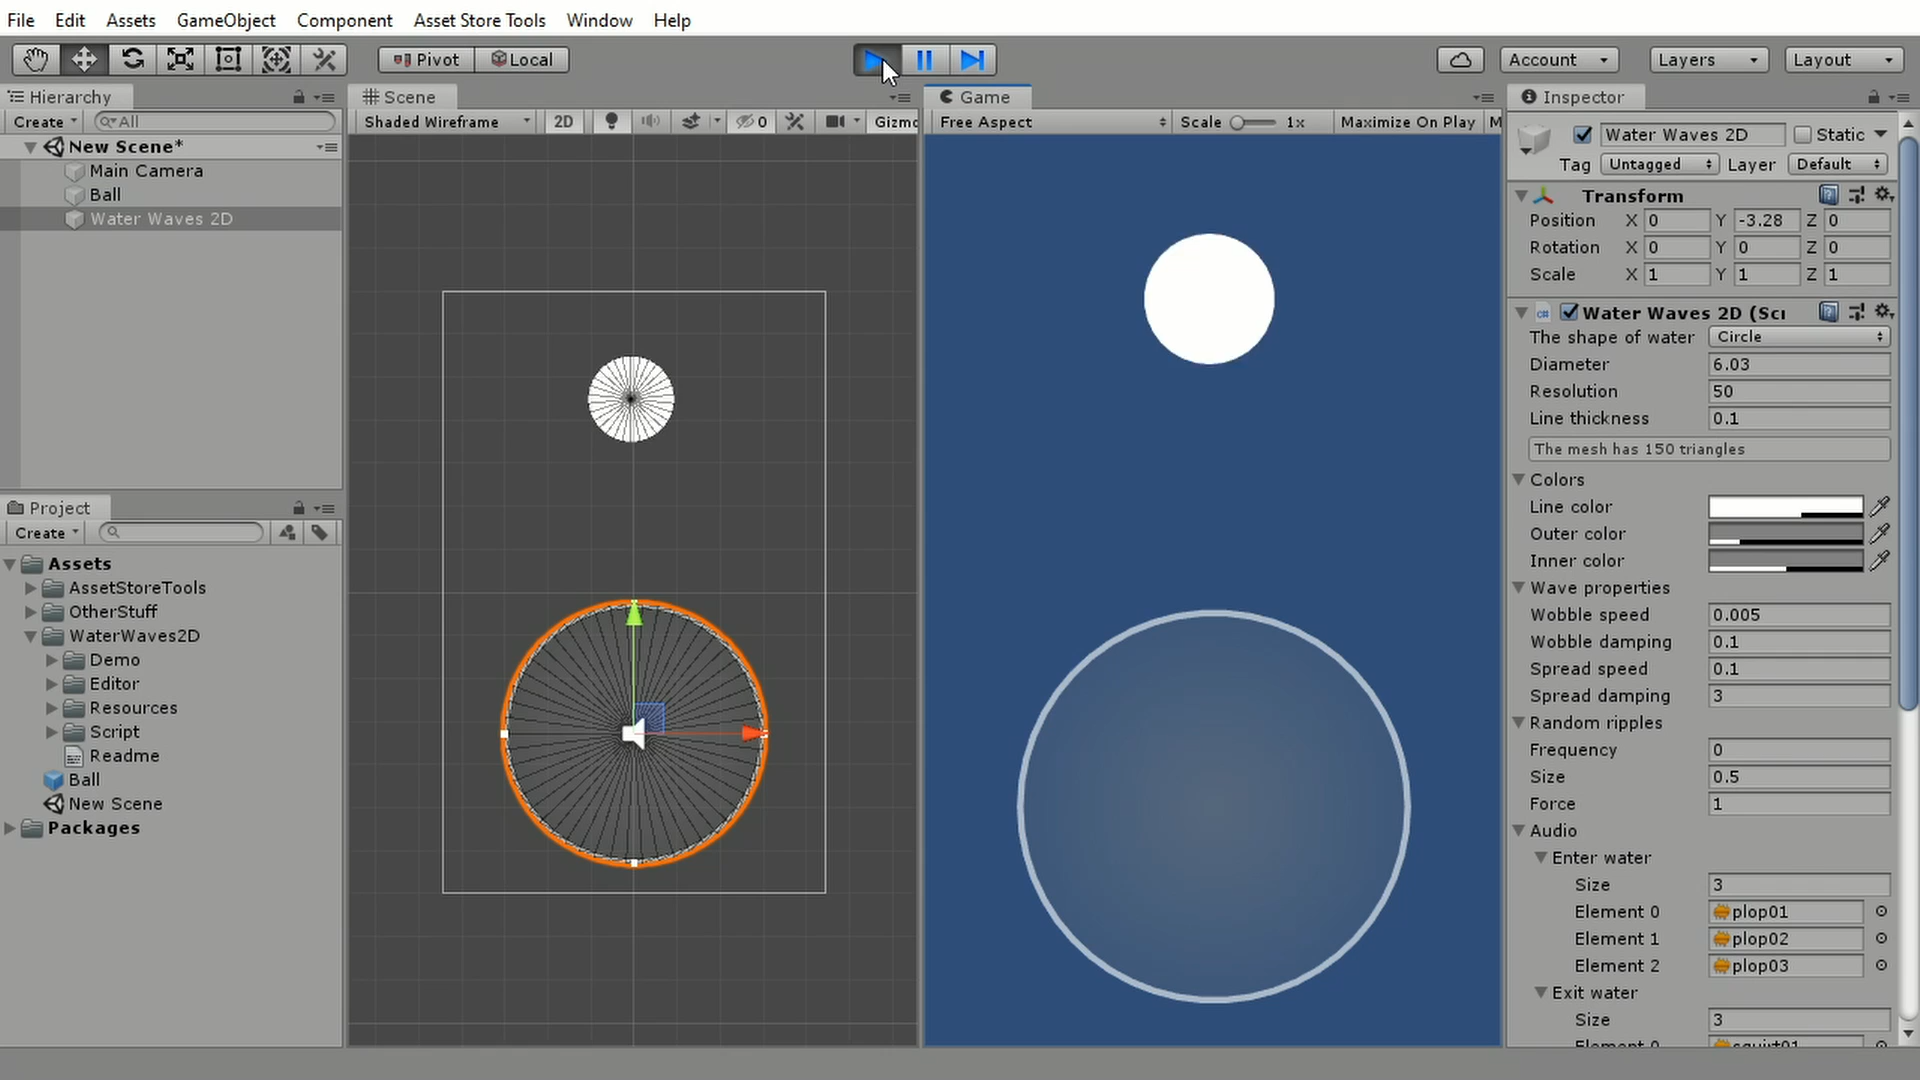 File Edit Assets GameObject Component Asset Store Tools Window Help
Pivot Local Account Layers Layout
Hierarchy
Create All
New Scene*
Main Camera
Ball
Water Waves 2D
Project
Create
Assets
AssetStoreTools
OtherStuff
WaterWaves2D
Demo
Editor
Resources
Script
Readme
Ball
New Scene
Packages
Scene
Shaded Wireframe 2D 0 Gizmo
Game
Free Aspect Scale 1x Maximize On Play M
Inspector
Water Waves 2D Static
Tag Untagged Layer Default
Transform
Position X 0 Y -3.28 Z 0
Rotation X 0 Y 0 Z 0
Scale X 1 Y 1 Z 1
Water Waves 2D (Scr
The shape of water Circle
Diameter 6.03
Resolution 50
Line thickness 0.1
The mesh has 150 triangles
Colors
Line color
Outer color
Inner color
Wave properties
Wobble speed 0.005
Wobble damping 0.1
Spread speed 0.1
Spread damping 3
Random ripples
Frequency 0
Size 0.5
Force 1
Audio
Enter water
Size 3
Element 0 plop01
Element 1 plop02
Element 2 plop03
Exit water
Size 3
Element 0 squirt01